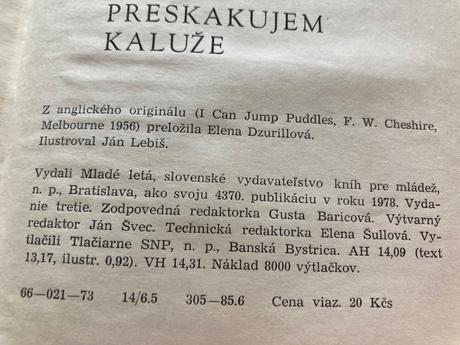 PRESKAKUJEM
KALUŽE
Z anglického originálu (I Can Jump Puddles, F. W. Cheshire,
Melbourne 1956) preložila Elena Dzurillová.
Ilustroval Ján Lebiš.
Vydali Mladé letá, slovenské vydavateľstvo kníh pre mládež,
n. p., Bratislava, ako svoju 4370. publikáciu v roku 1978. Vyda-
nie tretie. Zodpovedná redaktorka Gusta Baricová. Výtvarný
redaktor Ján Švec. Technická redaktorka Elena Šullová. Vy-
tlačili Tlačiarne SNP, n. p., Banská Bystrica. AH 14,09 (text
13,17, ilustr. 0,92). VH 14,31. Náklad 8000 výtlačkov.
66—021—73 14/6.5 305—85.6 Cena viaz. 20 Kčs